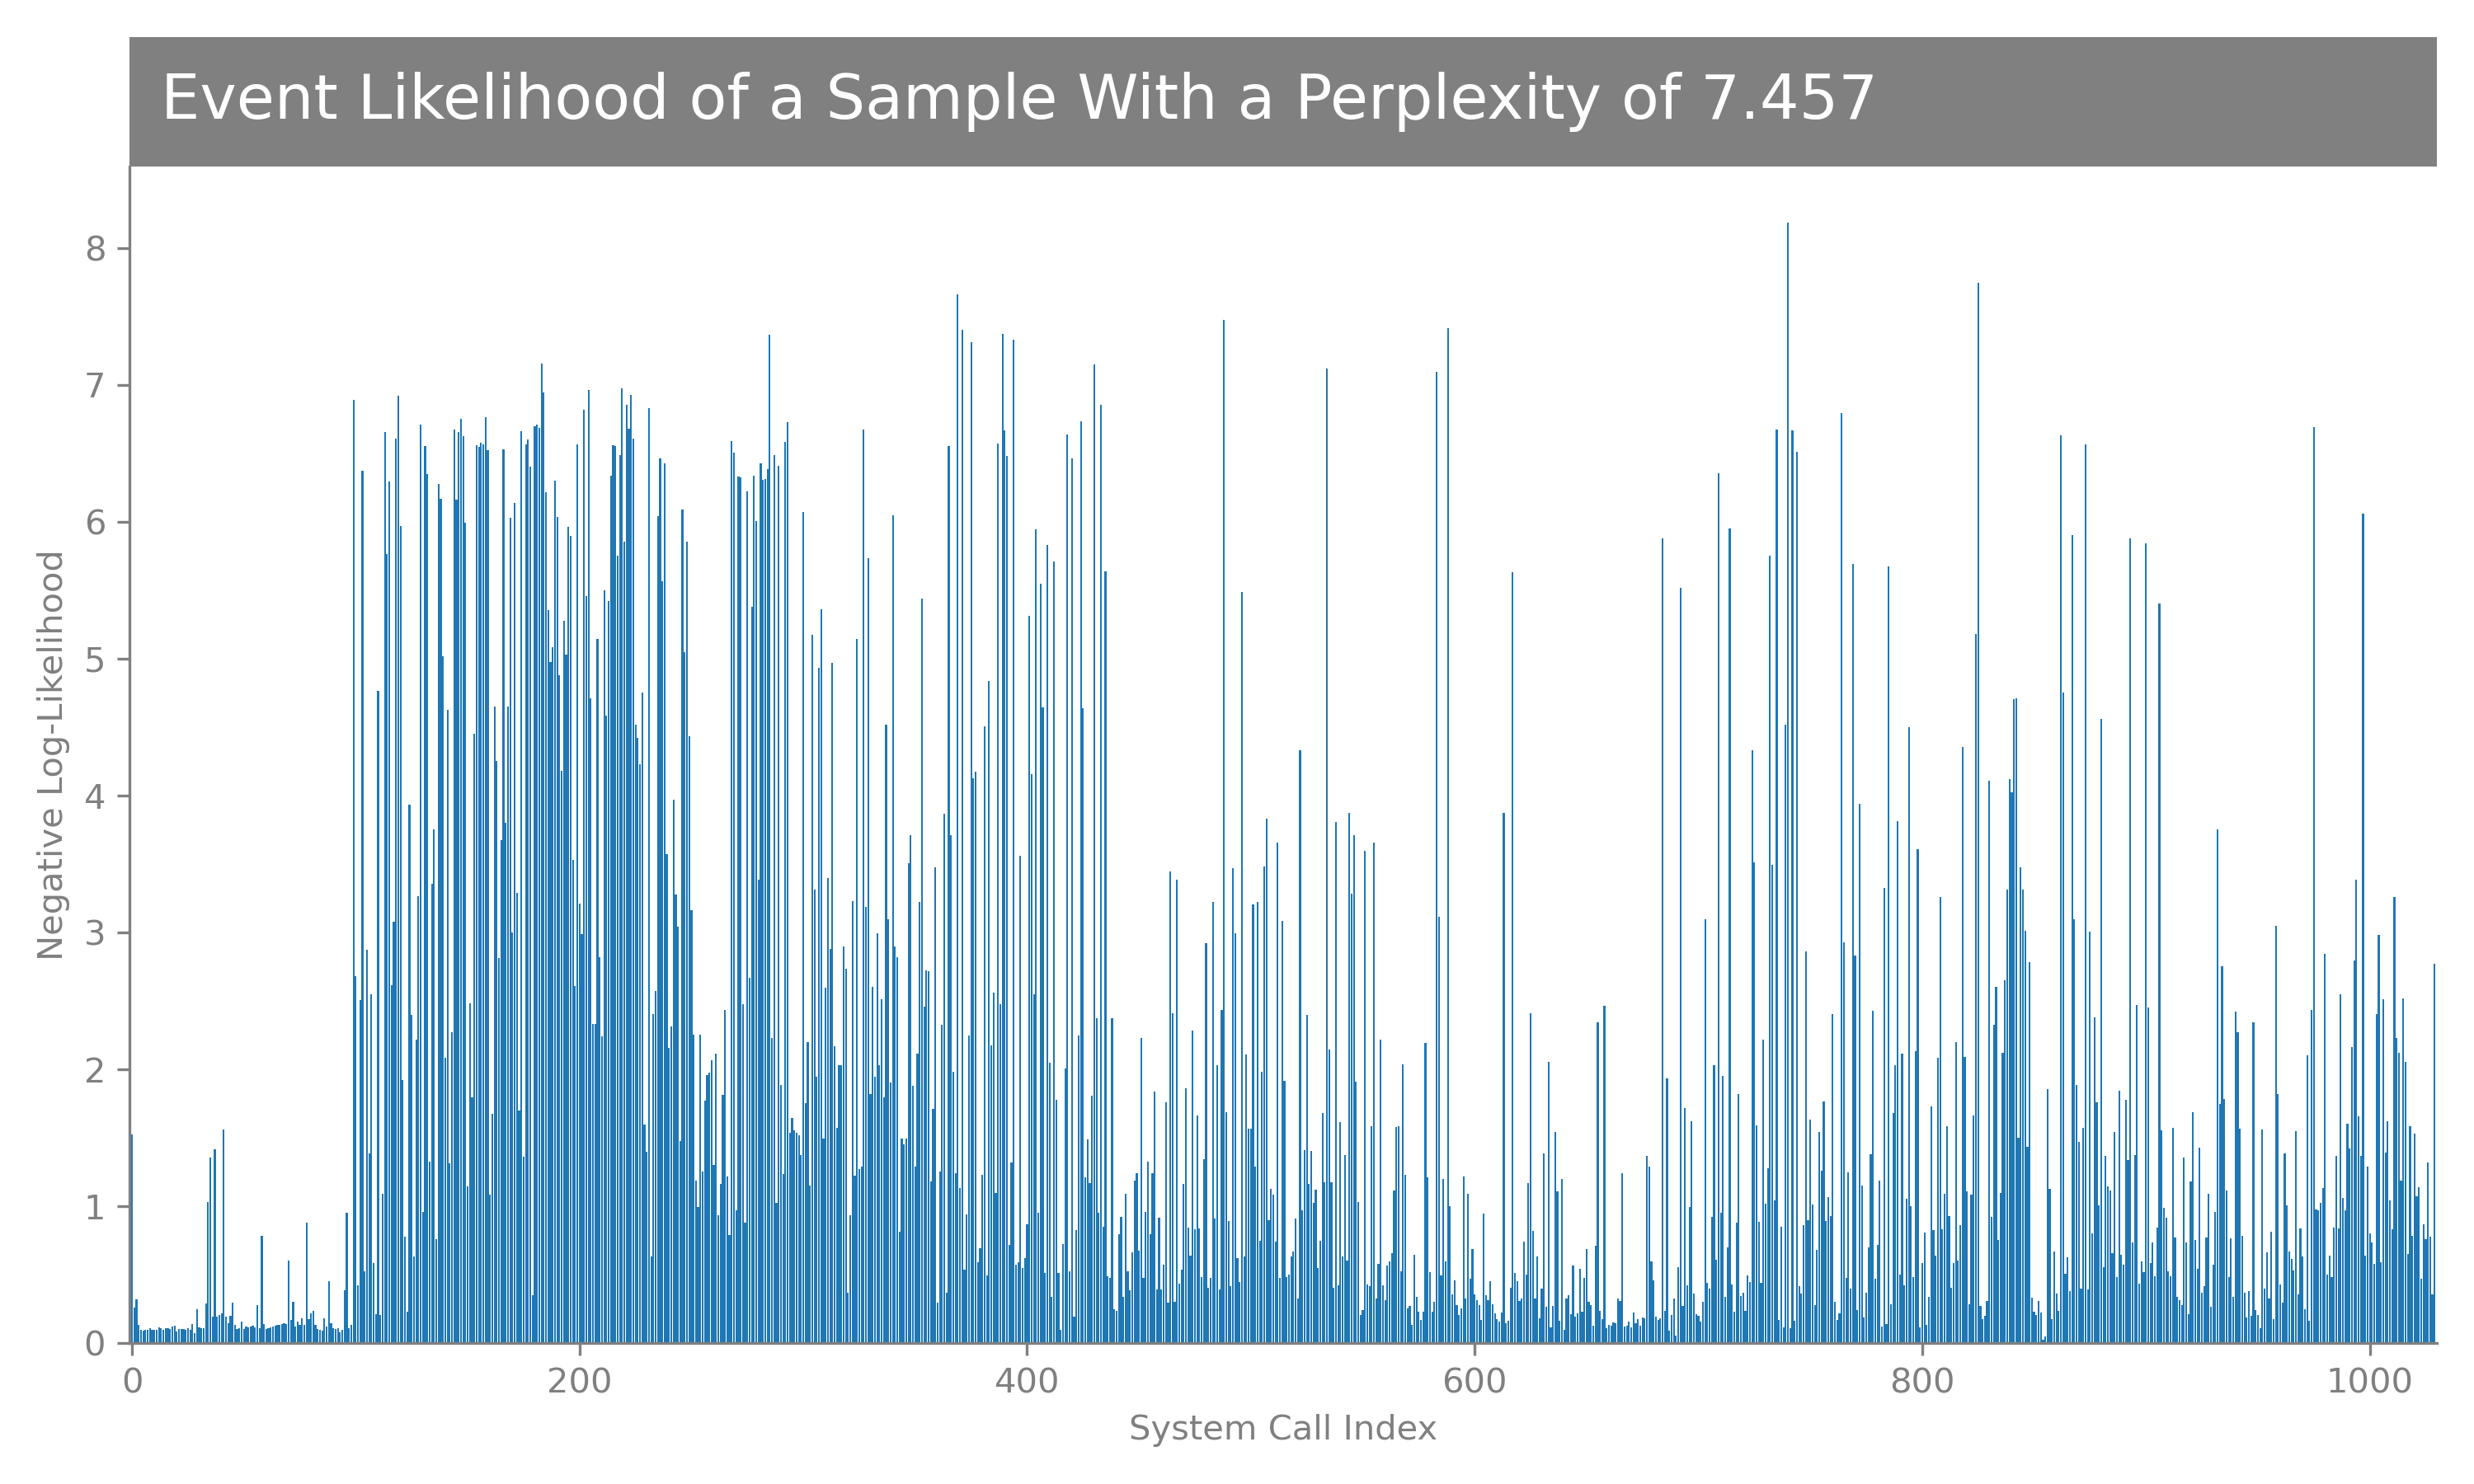 Event Likelihood of a Sample With a Perplexity of 7.457
8
7
6
5
4
3
2
1
0
Negative Log-Likelihood
0 200 400 600 800 1000
System Call Index